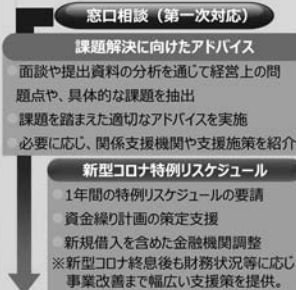 窓口相談（第一次対応）
課題解決に向けたアドバイス
面談や提出資料の分析を通じて経営上の問
題点や、具体的な課題を抽出
課題を踏まえた適切なアドバイスを実施
必要に応じ、関係支援機関や支援施策を紹介
新型コロナ特例リスケジュール
1年間の特例リスケジュールの要請
資金繰り計画の策定支援
新規借入を含めた金融機関調整
※新型コロナ終息後も財務状況等に応じ
事業改善まで幅広い支援策を提供。